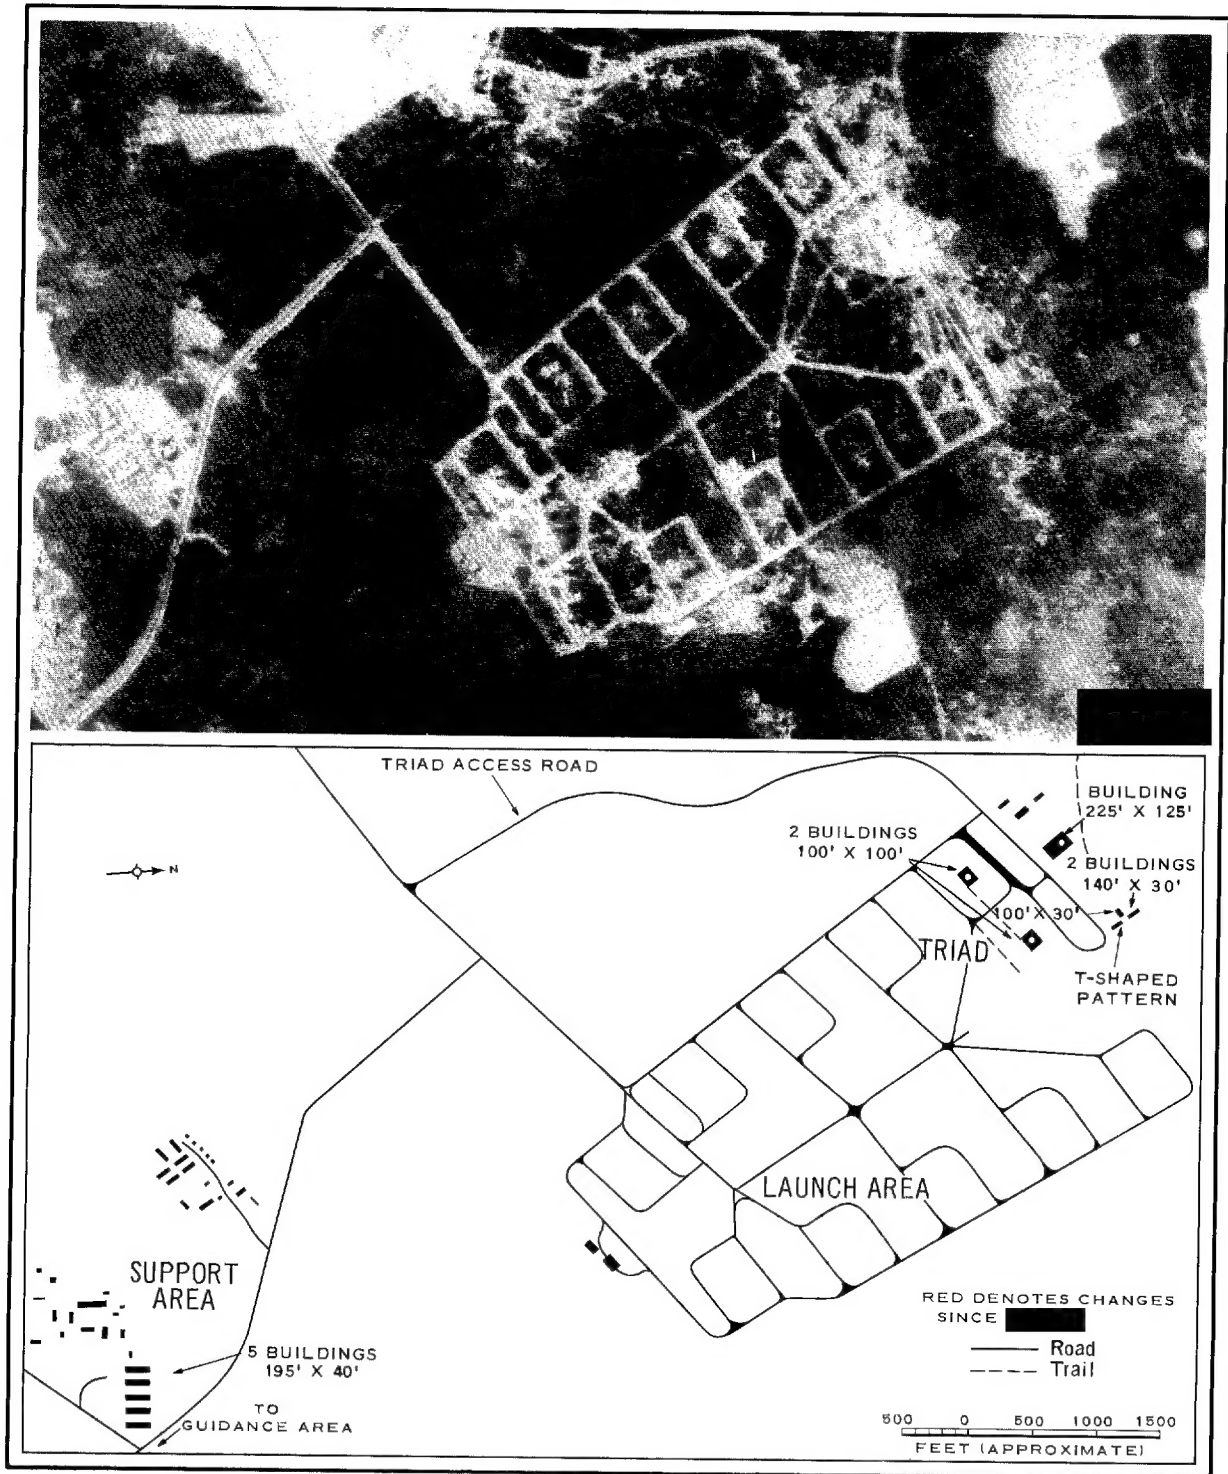 TRIAD ACCESS ROAD
BUILDING
225' X 125'
2 BUILDINGS
100' X 100'
2 BUILDINGS
140' X 30'
N
100' X 30'
TRIAD
T-SHAPED
PATTERN
LAUNCH AREA
SUPPORT
AREA
RED DENOTES CHANGES
SINCE
Road
Trail
5 BUILDINGS
195' X 40'
TO
GUIDANCE AREA
500 0 500 1000 1500
FEET (APPROXIMATE)